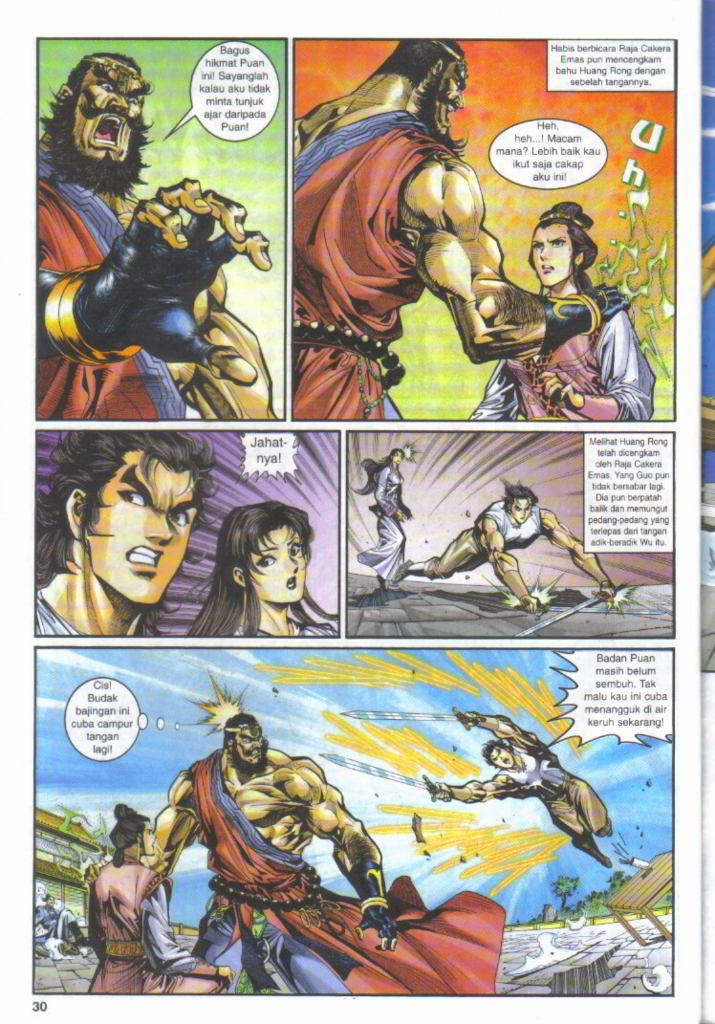 Bagus
hikmat Puan
ini! Sayanglah
kalau aku tidak
minta tunjuk
ajar daripada
Puan!
Habis berbicara Raja Cakera
Emas pun mencengkam
bahu Huang Rong dengan
sebelah tangannya.
Heh,
heh...! Macam
mana? Lebih baik kau
ikut saja cakap
aku ini!
Jahat-
nya!
Melihat Huang Rong
telah dicengkam
oleh Raja Cakera
Emas, Yang Guo pun
tidak bersabar lagi.
Dia pun berpatah
balik dan memungut
pedang-pedang yang
terlepas dari tangan
adik-beradik Wu itu.
Cis!
Budak
bajingan ini
cuba campur
tangan
lagi!
Badan Puan
masih belum
sembuh. Tak
malu kau ini cuba
menangguk di air
keruh sekarang!
30